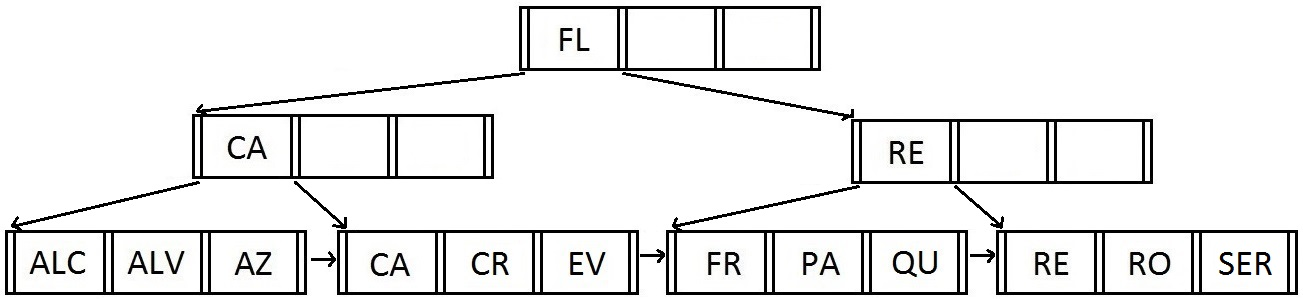 FL
CA RE
ALC ALV AZ CA CR EV FR PA QU RE RO SER